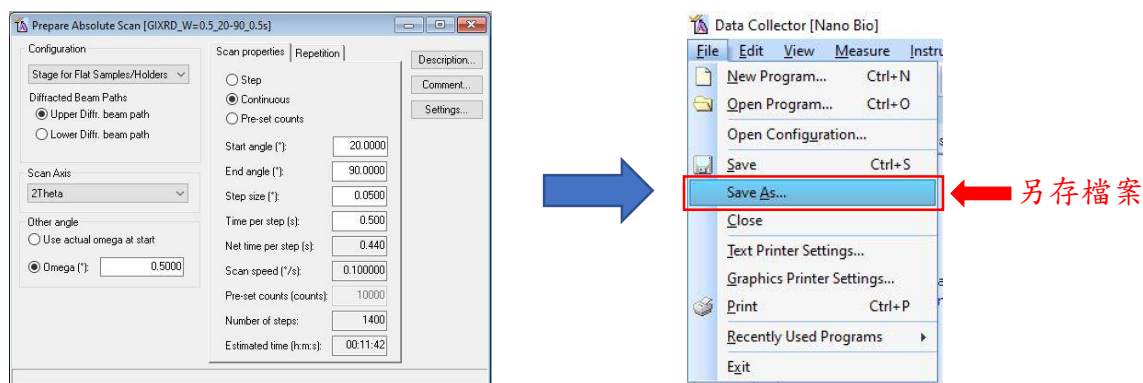 Prepare Absolute Scan [GIXRD_W=0.5_20-90_0.5s]
Configuration
Stage for Flat Samples/Holders
Diffracted Beam Paths
Upper Diffr. beam path
Lower Diffr. beam path
Scan Axis
2Theta
Other angle
Use actual omega at start
Omega (°): 0.5000
Scan properties Repetition
Step
Continuous
Pre-set counts
Start angle (°): 20.0000
End angle (°): 90.0000
Step size (°): 0.0500
Time per step (s): 0.500
Net time per step (s): 0.440
Scan speed (°/s): 0.100000
Pre-set counts (counts): 10000
Number of steps: 1400
Estimated time (h:m:s): 00:11:42
Description...
Comment...
Settings...
Data Collector [Nano Bio]
File Edit View Measure Instru
New Program... Ctrl+N
Open Program... Ctrl+O
Open Configuration...
Save Ctrl+S
Save As...
Close
Text Printer Settings...
Graphics Printer Settings...
Print Ctrl+P
Recently Used Programs
Exit
另存檔案